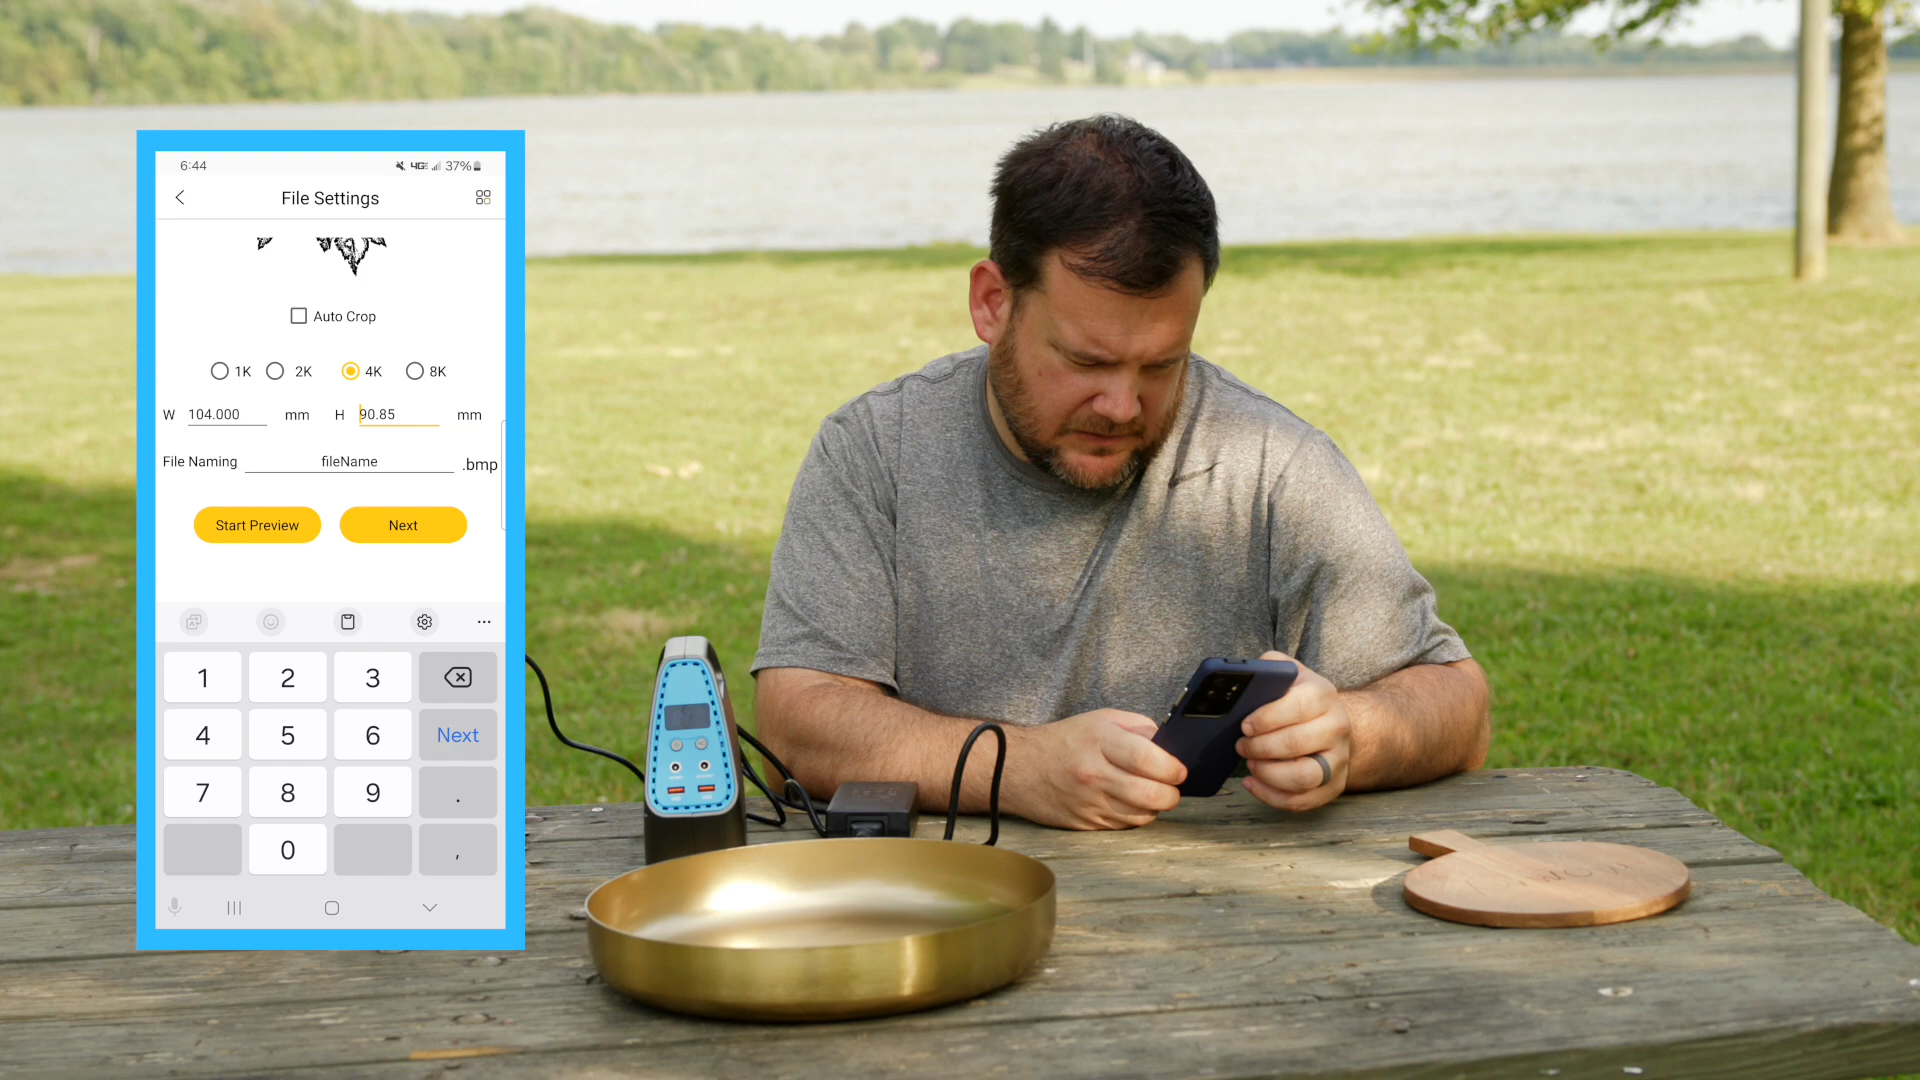 6:44 4G 37%
File Settings
Auto Crop
1K 2K 4K 8K
W 104.000 mm H 90.85 mm
File Naming fileName .bmp
Start Preview Next
1 2 3
4 5 6 Next
7 8 9 .
0 ,